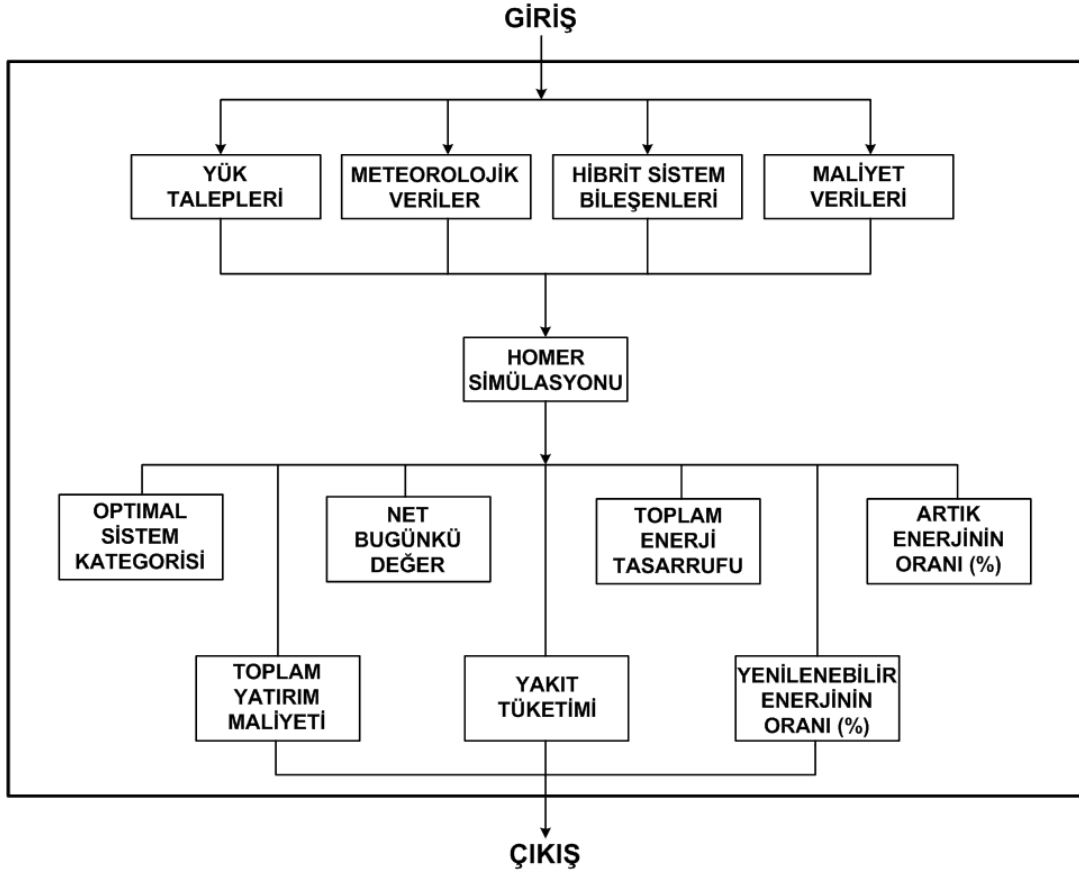 GİRİŞ
YÜK
TALEPLERİ
METEOROLOJİK
VERİLER
HİBRİT SİSTEM
BİLEŞENLERİ
MALİYET
VERİLERİ
HOMER
SİMÜLASYONU
OPTIMAL
SİSTEM
KATEGORİSİ
NET
BUGÜNKÜ
DEĞER
TOPLAM
ENERJİ
TASARRUFU
ARTIK
ENERJİNİN
ORANI (%)
TOPLAM
YATIRIM
MALİYETİ
YAKIT
TÜKETİMİ
YENİLENEBİLİR
ENERJİNİN
ORANI (%)
ÇIKIŞ